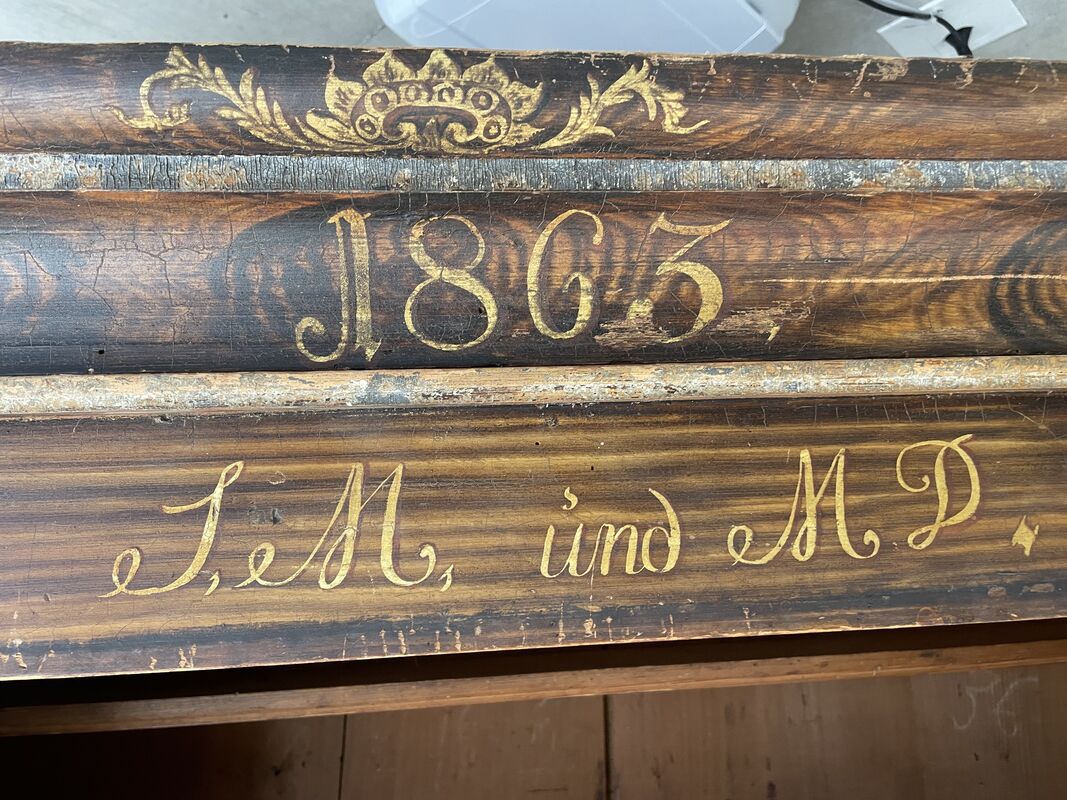 1863.
J, M, und M D.